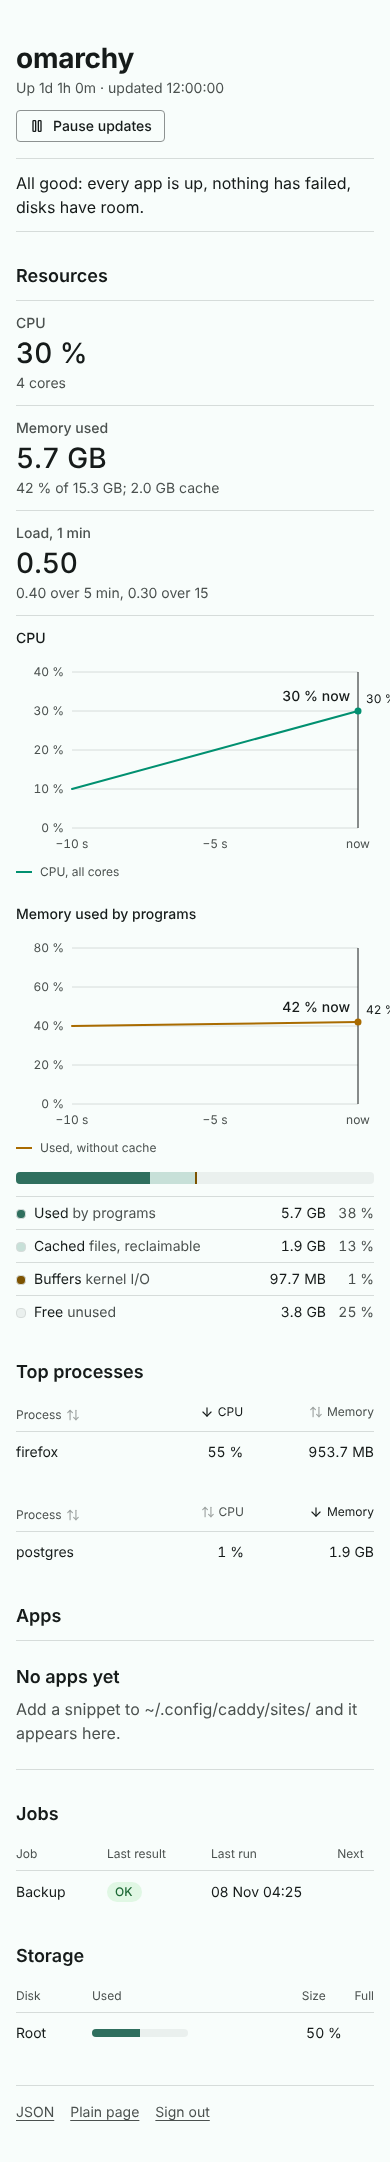 omarchy
Up 1d 1h 0m · updated 12:00:00
Pause updates
All good: every app is up, nothing has failed,
disks have room.
Resources
CPU
30 %
4 cores
Memory used
5.7 GB
42 % of 15.3 GB; 2.0 GB cache
Load, 1 min
0.50
0.40 over 5 min, 0.30 over 15
CPU
40 %
30 % now 30 %
30 %
20 %
10 %
0 %
−10 s −5 s now
CPU, all cores
Memory used by programs
80 %
60 %
42 % now 42 %
40 %
20 %
0 %
−10 s −5 s now
Used, without cache
Used by programs 5.7 GB 38 %
Cached files, reclaimable 1.9 GB 13 %
Buffers kernel I/O 97.7 MB 1 %
Free unused 3.8 GB 25 %
Top processes
Process CPU Memory
firefox 55 % 953.7 MB
Process CPU Memory
postgres 1 % 1.9 GB
Apps
No apps yet
Add a snippet to ~/.config/caddy/sites/ and it
appears here.
Jobs
Job Last result Last run Next
Backup OK 08 Nov 04:25
Storage
Disk Used Size Full
Root 50 %
JSON Plain page Sign out